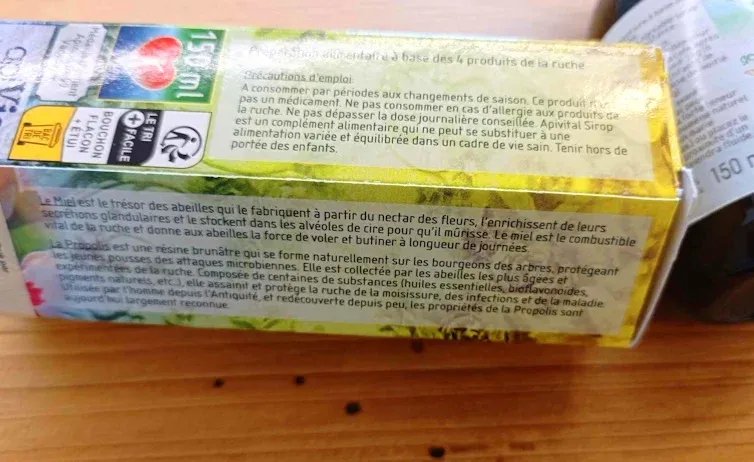 Préparation alimentaire à base des 4 produits de la ruche
Précautions d'emploi:
A consommer par périodes aux changements de saison. Ce produit n'est
pas un médicament. Ne pas consommer en cas d'allergie aux produits de
la ruche. Ne pas dépasser la dose journalière conseillée. Apivital Sirop
est un complément alimentaire qui ne peut se substituer à une
alimentation variée et équilibrée dans un cadre de vie sain. Tenir hors de
portée des enfants.
150 ml
LE TRI
+ FACILE
BOUCHON
FLACON
+ ÉTUI
BAC DE TRI
Le Miel est le trésor des abeilles qui le fabriquent à partir du nectar des fleurs, l'enrichissent de leurs
secrétions glandulaires et le stockent dans les alvéoles de cire pour qu'il mûrisse. Le miel est le combustible
vital de la ruche et donne aux abeilles la force de voler et butiner à longueur de journées.
La Propolis est une résine brunâtre qui se forme naturellement sur les bourgeons des arbres, protégeant
les jeunes pousses des attaques microbiennes. Elle est collectée par les abeilles les plus âgées et
expérimentées de la ruche. Composée de centaines de substances (huiles essentielles, bioflavonoïdes,
pigments naturels, etc..), elle assainit et protège la ruche de la moisissure, des infections et de la maladie.
Utilisée par l'homme depuis l'Antiquité, et redécouverte depuis peu, les propriétés de la Propolis sont
aujourd'hui largement reconnue.
150